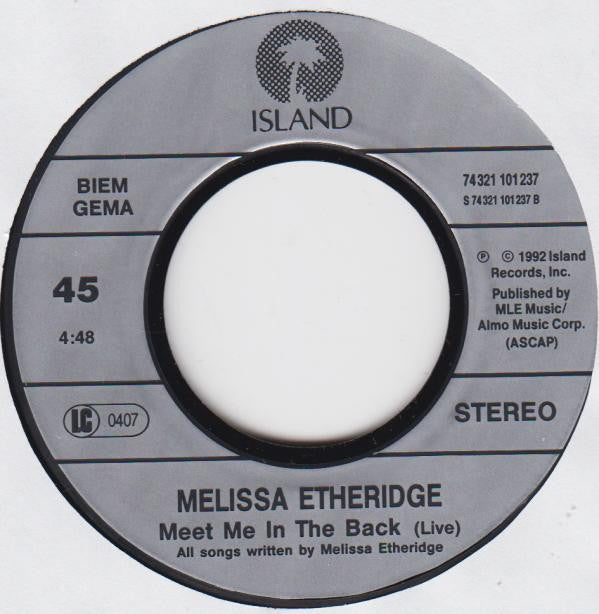 ISLAND
BIEM
GEMA
74321 101237
S 74321 101237 B
45
4:48
℗ © 1992 Island
Records, Inc.
Published by
MLE Music/
Almo Music Corp.
(ASCAP)
LC 0407
STEREO
MELISSA ETHERIDGE
Meet Me In The Back (Live)
All songs written by Melissa Etheridge